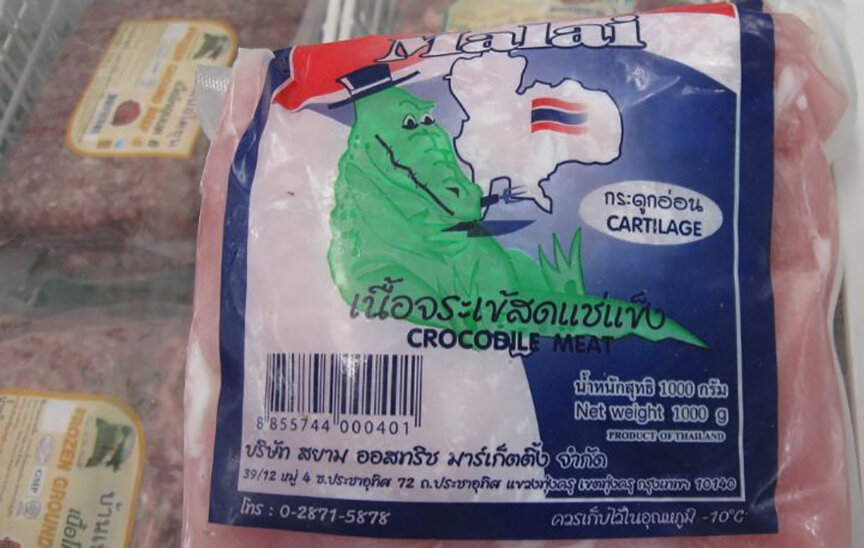 Malai
กระดูกอ่อน
CARTILAGE
เนื้อจระเข้สดแช่แข็ง
CROCODILE MEAT
น้ำหนักสุทธิ 1000 กรัม
Net weight 1000 g
PRODUCT OF THAILAND
8 855744 000401
บริษัท สยาม ออสทริช มาร์เก็ตติ้ง จำกัด
39/12 หมู่ 4 ซ.ประชาอุทิศ 72 ถ.ประชาอุทิศ แขวงทุ่งครุ เขตทุ่งครุ กรุงเทพฯ 10140
โทร : 0-2871-5878
ควรเก็บไว้ในอุณหภูมิ -10°C
FROZEN GROUND
GMP